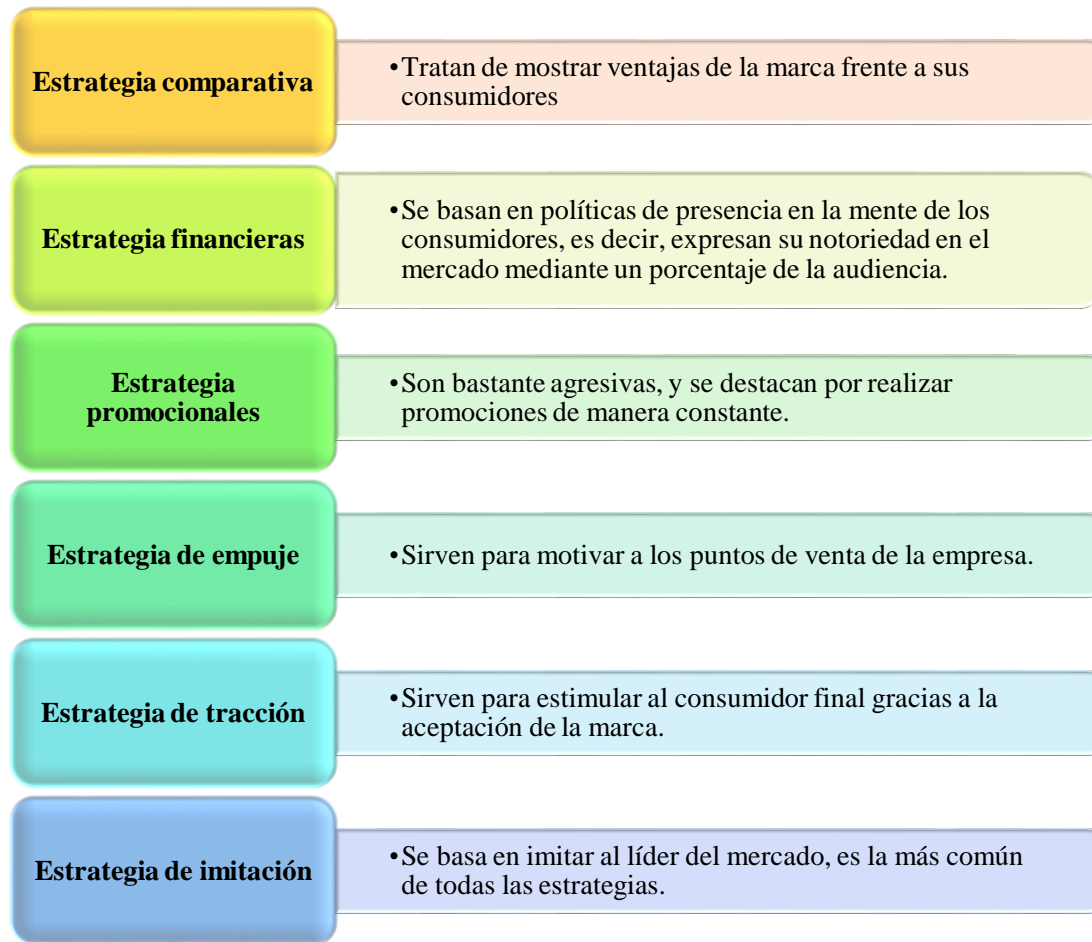 Estrategia comparativa
•Tratan de mostrar ventajas de la marca frente a sus
consumidores
Estrategia financieras
•Se basan en políticas de presencia en la mente de los
consumidores, es decir, expresan su notoriedad en el
mercado mediante un porcentaje de la audiencia.
Estrategia
promocionales
•Son bastante agresivas, y se destacan por realizar
promociones de manera constante.
Estrategia de empuje
•Sirven para motivar a los puntos de venta de la empresa.
Estrategia de tracción
•Sirven para estimular al consumidor final gracias a la
aceptación de la marca.
Estrategia de imitación
•Se basa en imitar al líder del mercado, es la más común
de todas las estrategias.